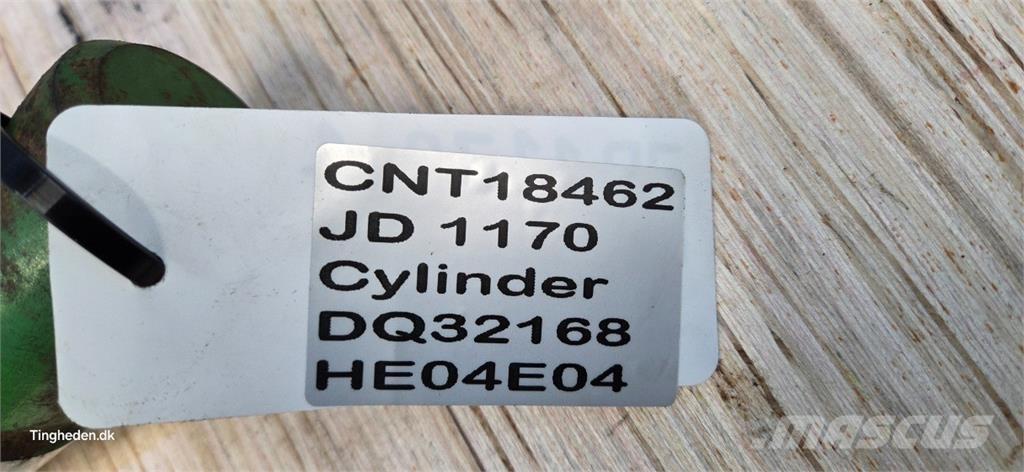 CNT18462
JD 1170
Cylinder
DQ32168
HE04E04
Tingheden.dk
MASCUS